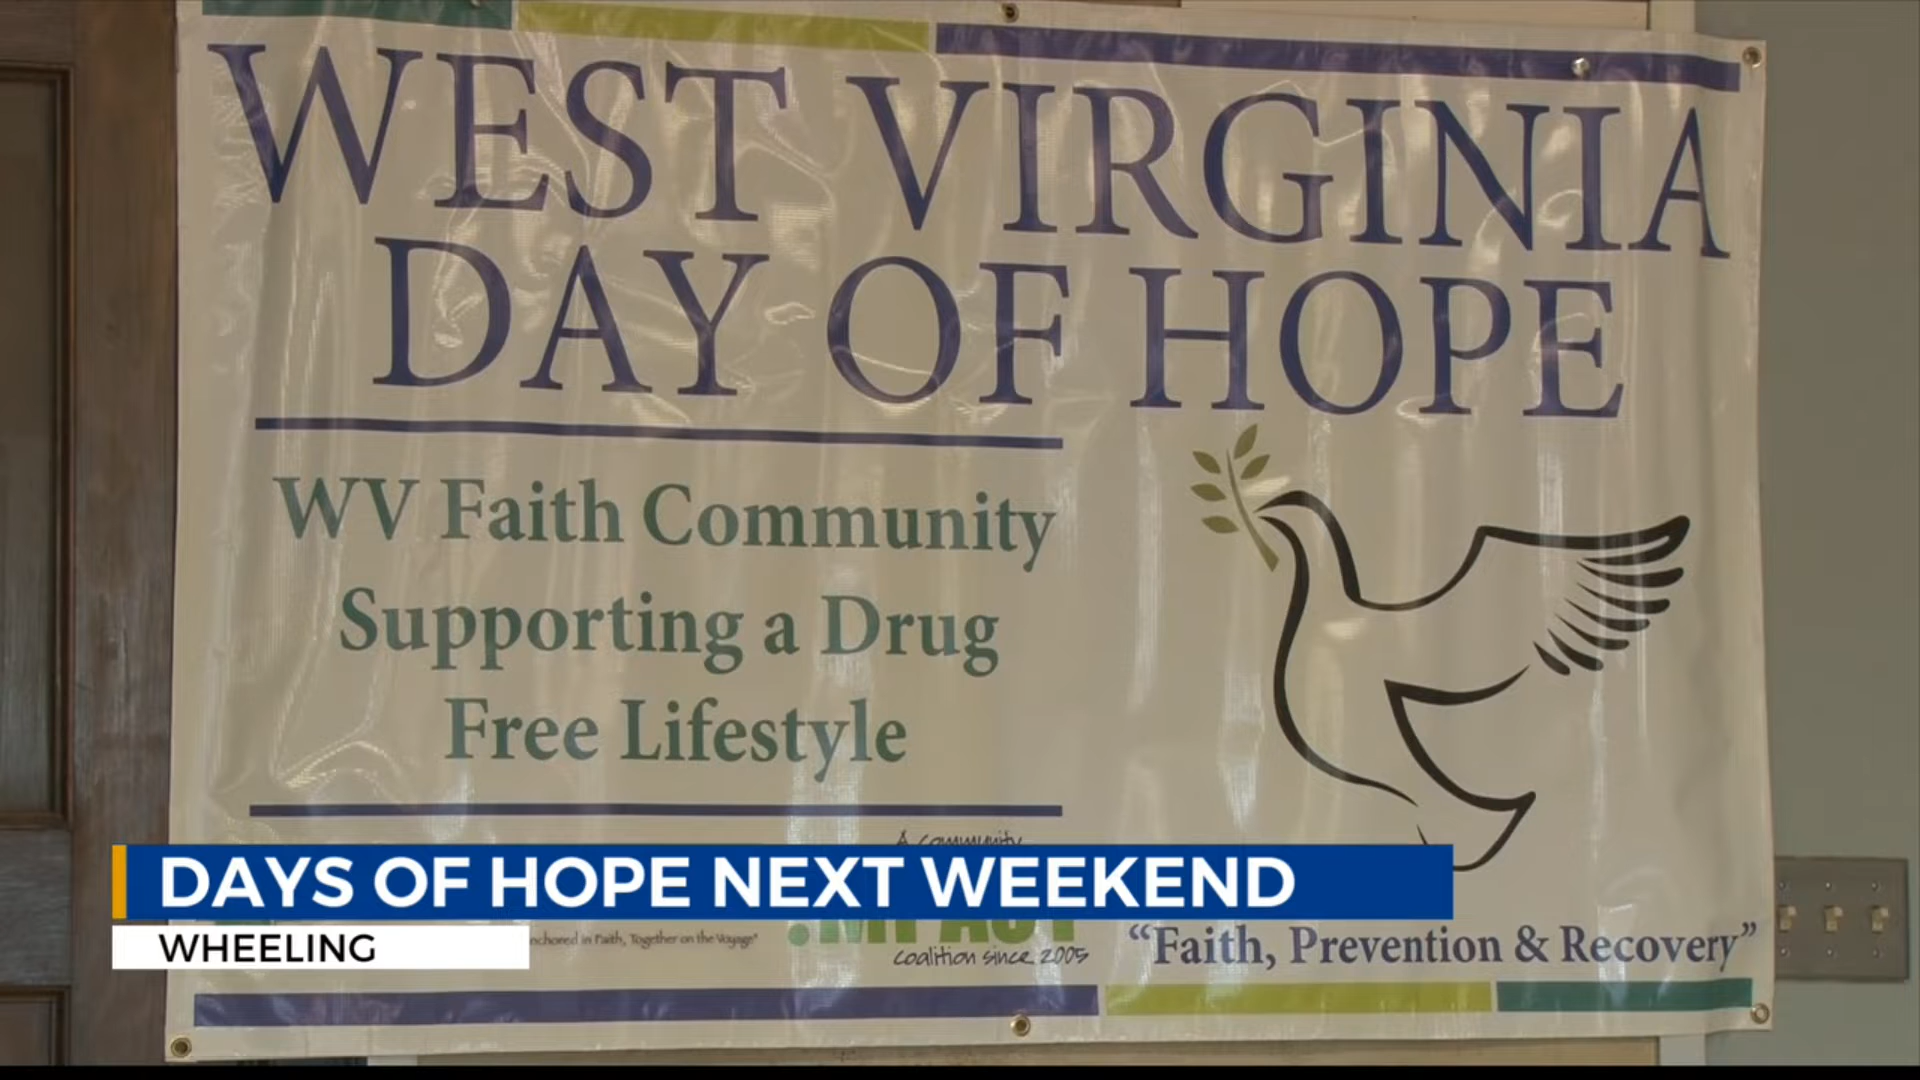 WEST VIRGINIA
DAY OF HOPE
WV Faith Community
Supporting a Drug
Free Lifestyle
A community
DAYS OF HOPE NEXT WEEKEND
WHEELING
in Faith, Together on the Voyage"
coalition since 2005
"Faith, Prevention & Recovery"